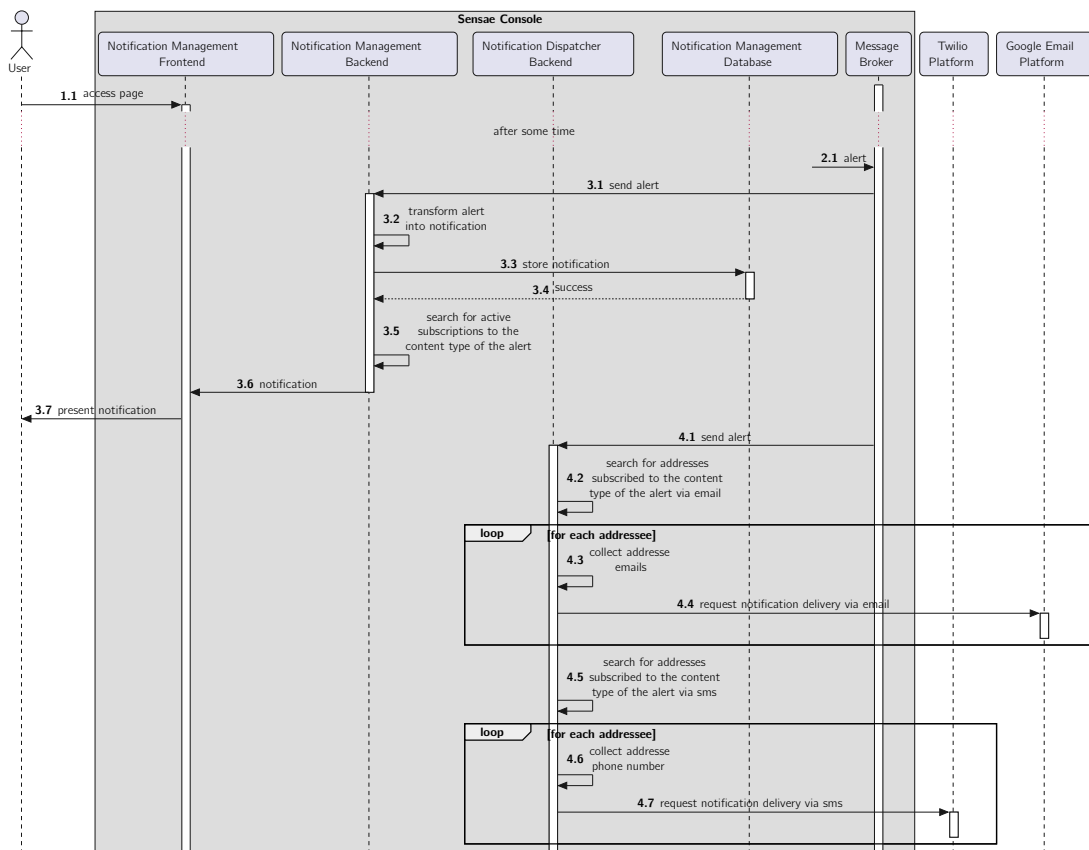 Sensae Console
User
Notification Management
Frontend
Notification Management
Backend
Notification Dispatcher
Backend
Notification Management
Database
Message
Broker
Twilio
Platform
Google Email
Platform
1.1 access page
after some time
2.1 alert
3.1 send alert
3.2 transform alert
into notification
3.3 store notification
3.4 success
3.5 search for active
subscriptions to the
content type of the alert
3.6 notification
3.7 present notification
4.1 send alert
4.2 search for addresses
subscribed to the content
type of the alert via email
loop [for each addressee]
4.3 collect addresse
emails
4.4 request notification delivery via email
4.5 search for addresses
subscribed to the content
type of the alert via sms
loop [for each addressee]
4.6 collect addresse
phone number
4.7 request notification delivery via sms